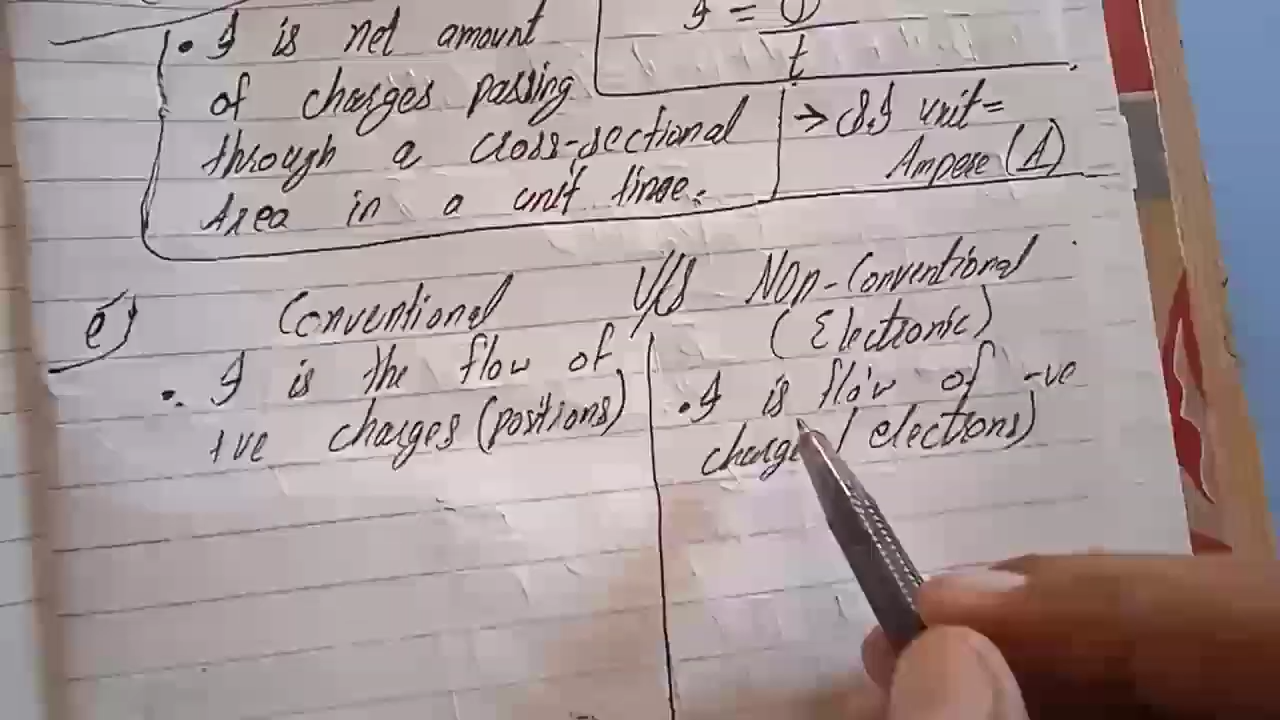 • I is net amount
of charges passing
through a cross-sectional
Area in a unit time.
I = Q
t
→ S.I unit =
Ampere (A)
e) Conventional V/s Non-Conventional
(Electronic)
• I is the flow of
+ve charges (positions)
• I is flow of -ve
charges / elections)